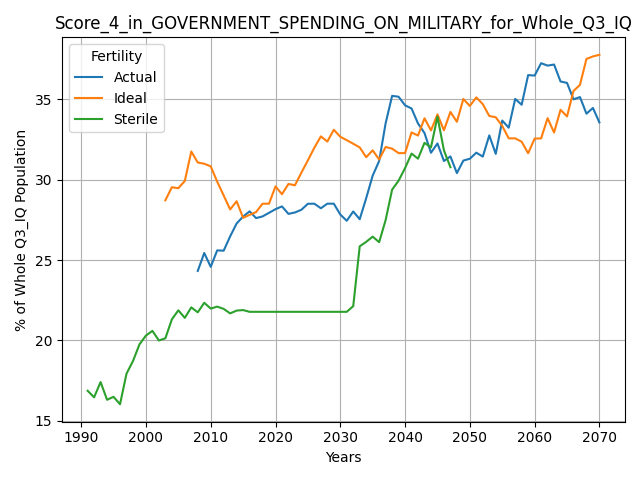 Score_4_in_GOVERNMENT_SPENDING_ON_MILITARY_for_Whole_Q3_IQ
Fertility
Actual
Ideal
Sterile
% of Whole Q3_IQ Population
35
30
25
20
15
1990 2000 2010 2020 2030 2040 2050 2060 2070
Years